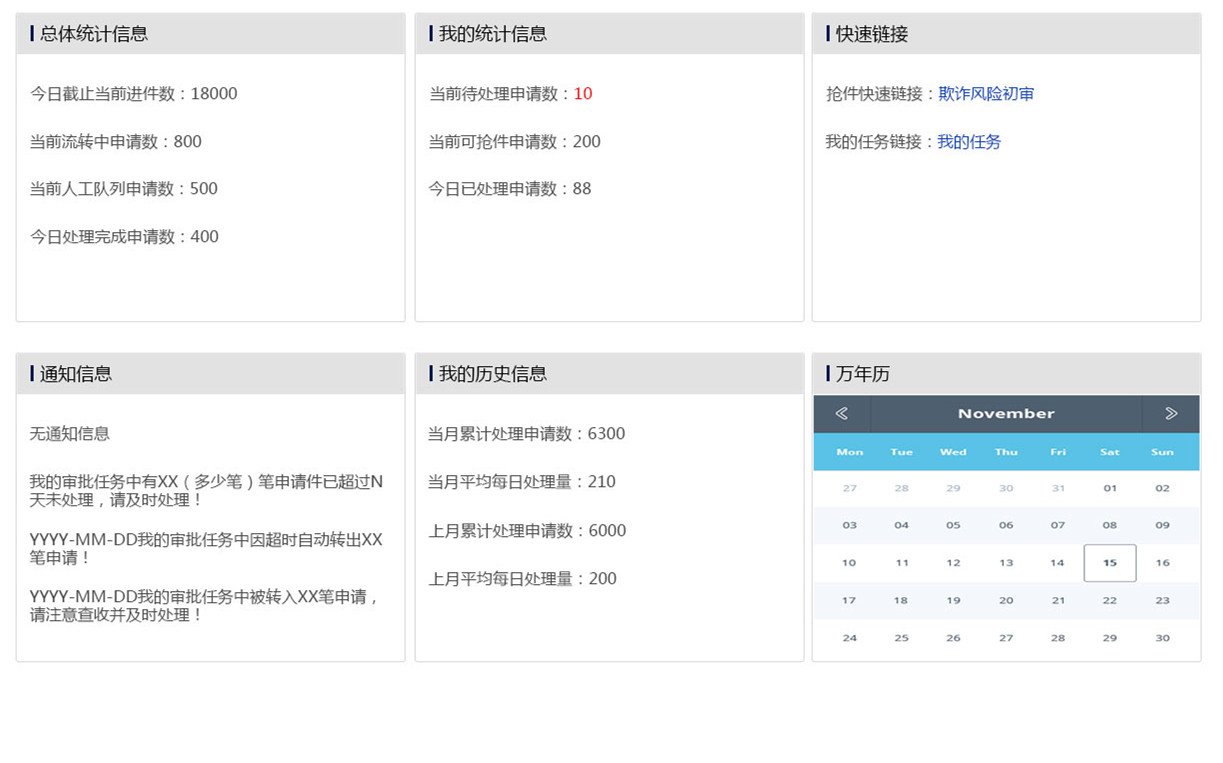 总体统计信息
今日截止当前进件数：18000
当前流转中申请数：800
当前人工队列申请数：500
今日处理完成申请数：400
我的统计信息
当前待处理申请数：10
当前可抢件申请数：200
今日已处理申请数：88
快速链接
抢件快速链接：欺诈风险初审
我的任务链接：我的任务
通知信息
无通知信息
我的审批任务中有XX（多少笔）笔申请件已超过N
天未处理，请及时处理！
YYYY-MM-DD我的审批任务中因超时自动转出XX
笔申请！
YYYY-MM-DD我的审批任务中被转入XX笔申请，
请注意查收并及时处理！
我的历史信息
当月累计处理申请数：6300
当月平均每日处理量：210
上月累计处理申请数：6000
上月平均每日处理量：200
万年历
November
Mon Tue Wed Thu Fri Sat Sun
27 28 29 30 31 01 02
03 04 05 06 07 08 09
10 11 12 13 14 15 16
17 18 19 20 21 22 23
24 25 26 27 28 29 30